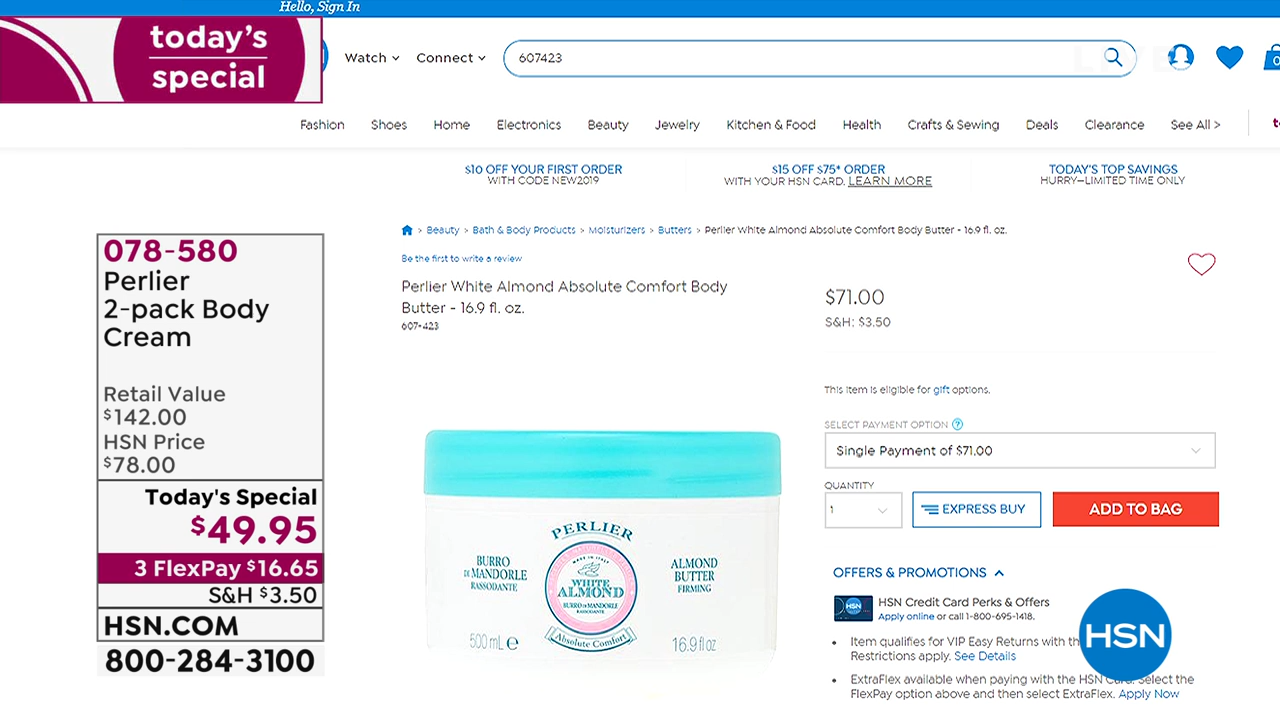 Hello, Sign In
today's
special
Watch
Connect
607423
0
Fashion
Shoes
Home
Electronics
Beauty
Jewelry
Kitchen & Food
Health
Crafts & Sewing
Deals
Clearance
See All >
$10 OFF YOUR FIRST ORDER
WITH CODE NEW2019
$15 OFF $75* ORDER
WITH YOUR HSN CARD. LEARN MORE
TODAY'S TOP SAVINGS
HURRY—LIMITED TIME ONLY
> Beauty > Bath & Body Products > Moisturizers > Butters > Perlier White Almond Absolute Comfort Body Butter - 16.9 fl. oz.
Be the first to write a review
Perlier White Almond Absolute Comfort Body
Butter - 16.9 fl. oz.
607-423
$71.00
S&H: $3.50
This item is eligible for gift options.
SELECT PAYMENT OPTION ?
Single Payment of $71.00
QUANTITY
1
EXPRESS BUY
ADD TO BAG
OFFERS & PROMOTIONS
HSN
HSN Credit Card Perks & Offers
Apply online or call 1-800-695-1418.
• Item qualifies for VIP Easy Returns with th
Restrictions apply. See Details
• ExtraFlex available when paying with the HSN Card. Select the
FlexPay option above and then select ExtraFlex. Apply Now
HSN
078-580
Perlier
2-pack Body
Cream
Retail Value
$142.00
HSN Price
$78.00
Today's Special
$49.95
3 FlexPay $16.65
S&H $3.50
HSN.COM
800-284-3100
PERLIER
BURRO
DI MANDORLE
RASSODANTE
MADE IN ITALY
WHITE
ALMOND
BURRO DI MANDORLE
RASSODANTE
Absolute Comfort
ALMOND
BUTTER
FIRMING
500 mL e
16.9 fl oz